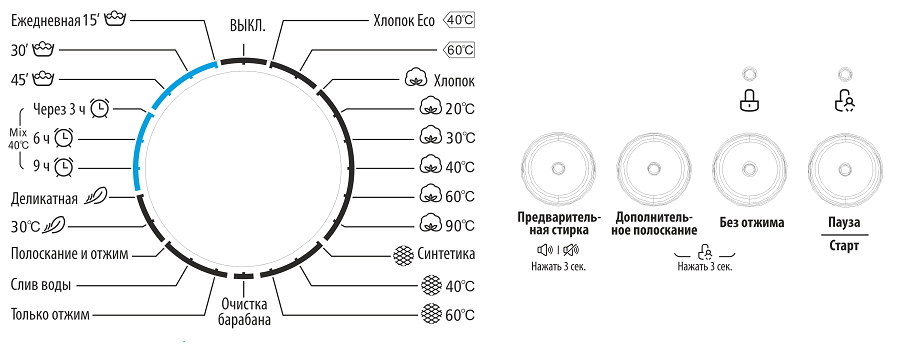 ВЫКЛ.
Хлопок Eco 40°C
60°C
Хлопок
20°C
30°C
40°C
60°C
90°C
Синтетика
40°C
60°C
Очистка
барабана
Только отжим
Слив воды
Полоскание и отжим
30°C
Деликатная
Mix
40°C
9 ч
6 ч
Через 3 ч
45'
30'
Ежедневная 15'
Предваритель-
ная стирка
Нажать 3 сек.
Дополнитель-
ное полоскание
Нажать 3 сек.
Без отжима
Пауза
Старт